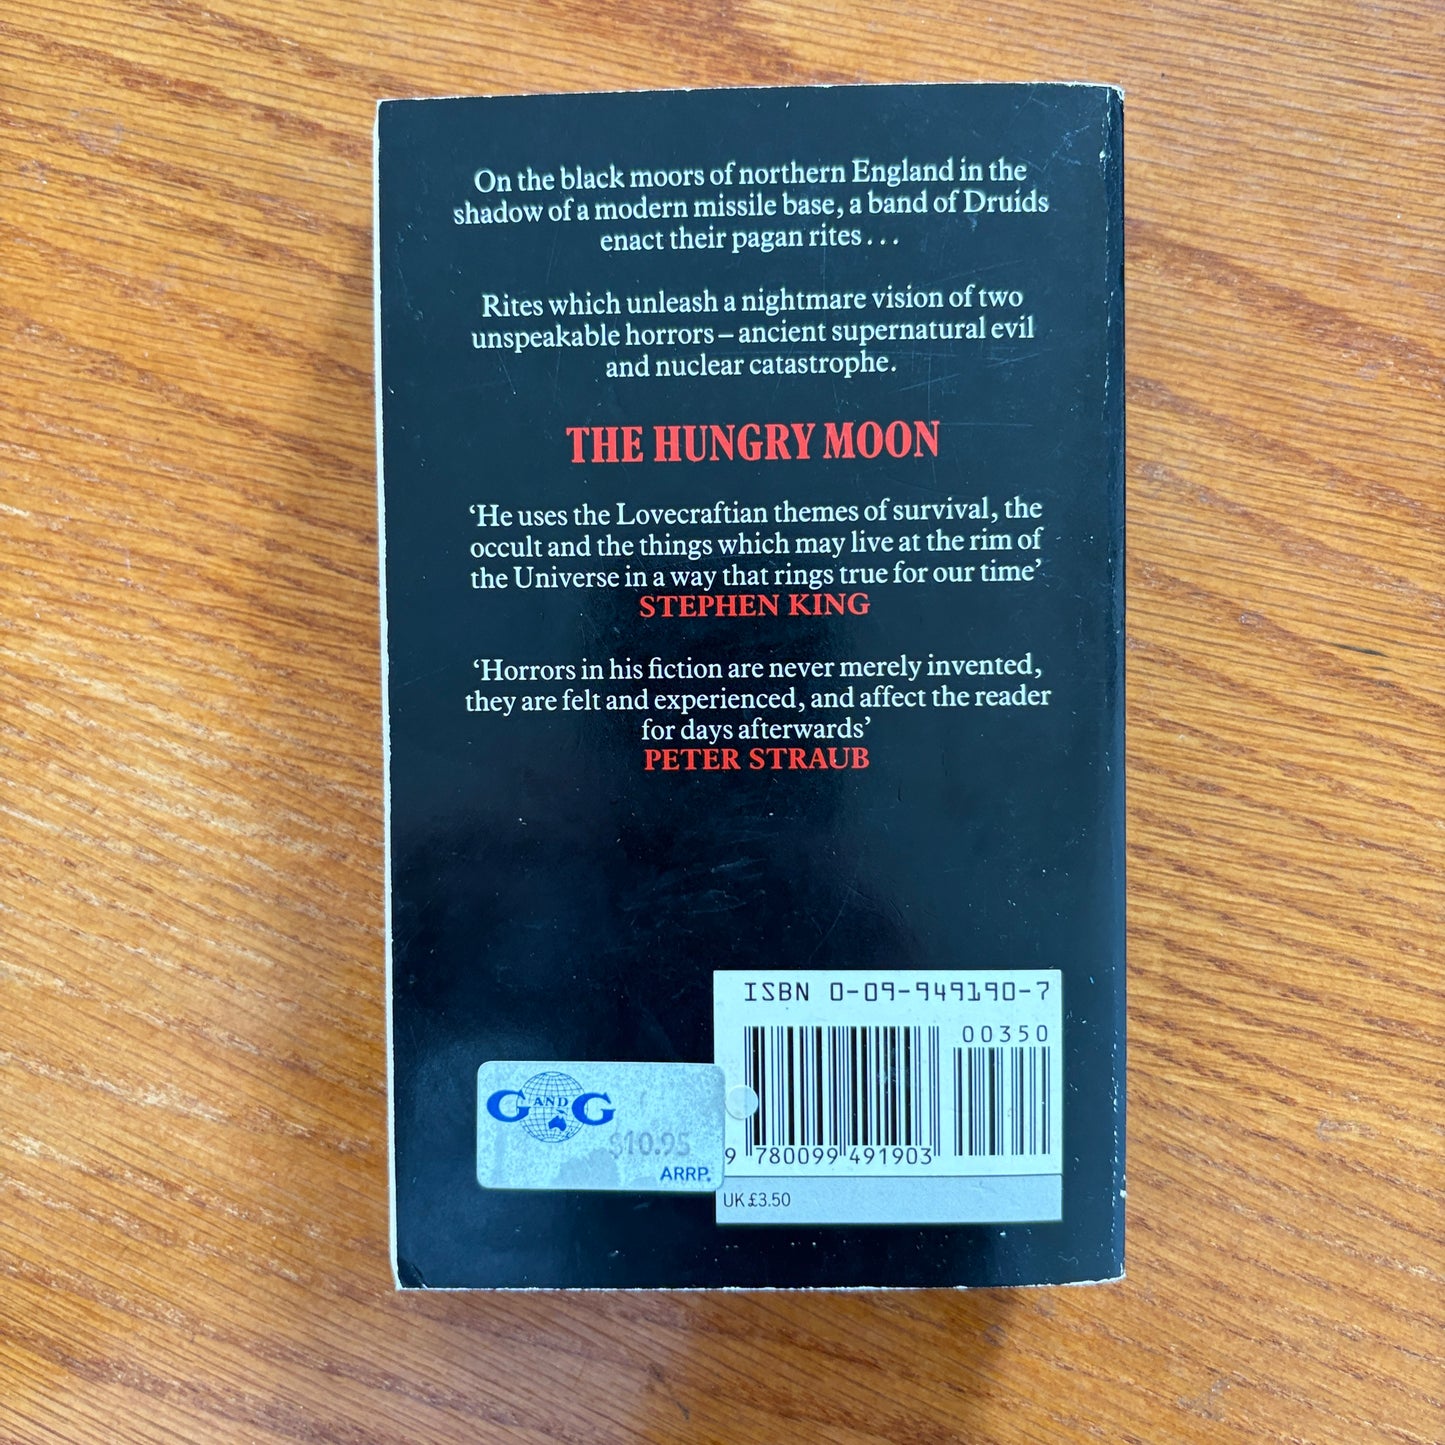 On the black moors of northern England in the
shadow of a modern missile base, a band of Druids
enact their pagan rites . . .
Rites which unleash a nightmare vision of two
unspeakable horrors – ancient supernatural evil
and nuclear catastrophe.
THE HUNGRY MOON
‘He uses the Lovecraftian themes of survival, the
occult and the things which may live at the rim of
the Universe in a way that rings true for our time’
STEPHEN KING
‘Horrors in his fiction are never merely invented,
they are felt and experienced, and affect the reader
for days afterwards’
PETER STRAUB
ISBN 0-09-949190-7
00350
9 780099 491903
UK £3.50
G AND G
$10.95
ARRP.